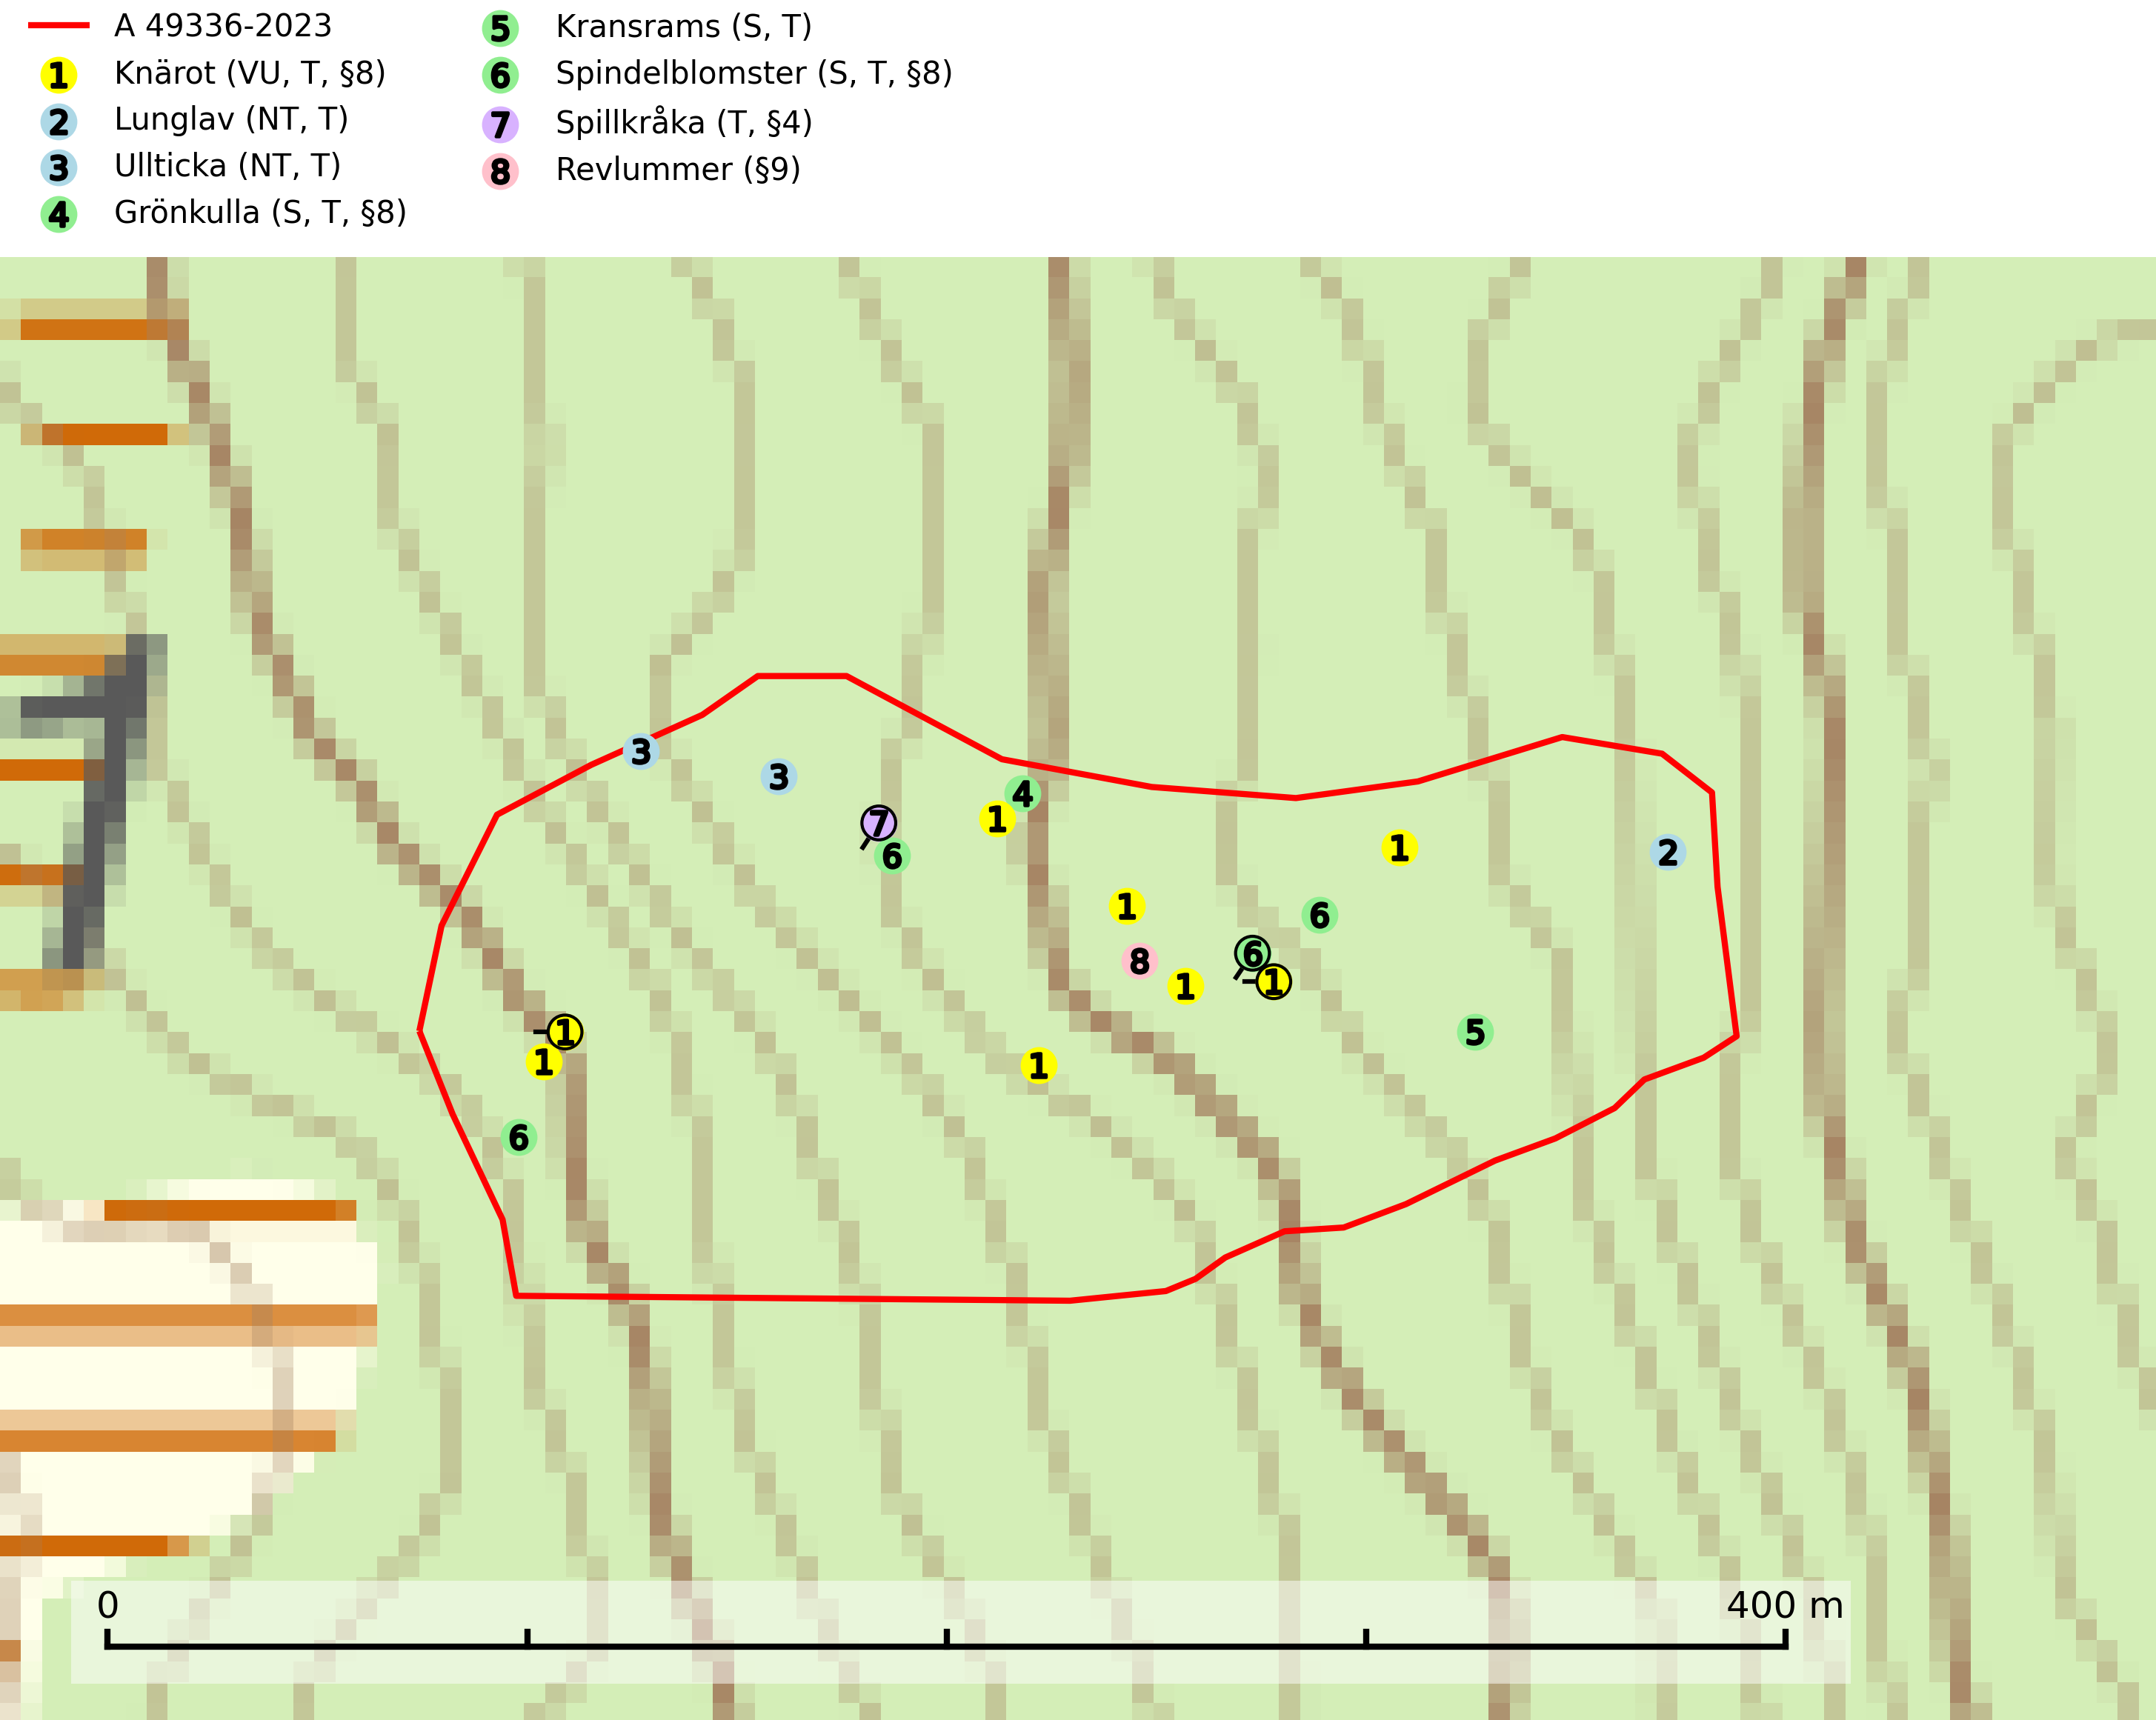 A 49336-2023
1 Knärot (VU, T, §8)
2 Lunglav (NT, T)
3 Ullticka (NT, T)
4 Grönkulla (S, T, §8)
5 Kransrams (S, T)
6 Spindelblomster (S, T, §8)
7 Spillkråka (T, §4)
8 Revlummer (§9)
3
3
4
7
1
6
1
2
1
6
6
8
1
1
1
5
1
1
6
0
400 m